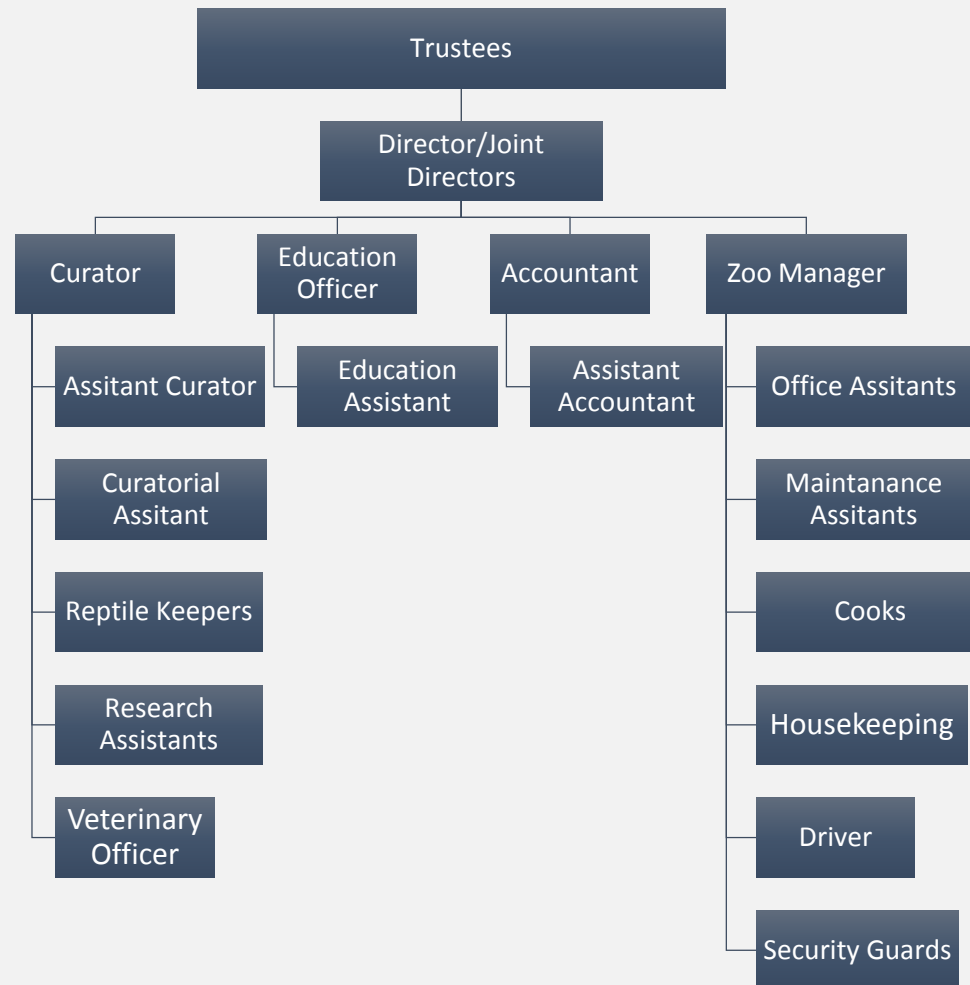 Trustees
Director/Joint
Directors
Curator
Education
Officer
Accountant
Zoo Manager
Assitant Curator
Education
Assistant
Assistant
Accountant
Office Assitants
Curatorial
Assitant
Maintanance
Assitants
Reptile Keepers
Cooks
Research
Assistants
Housekeeping
Veterinary
Officer
Driver
Security Guards